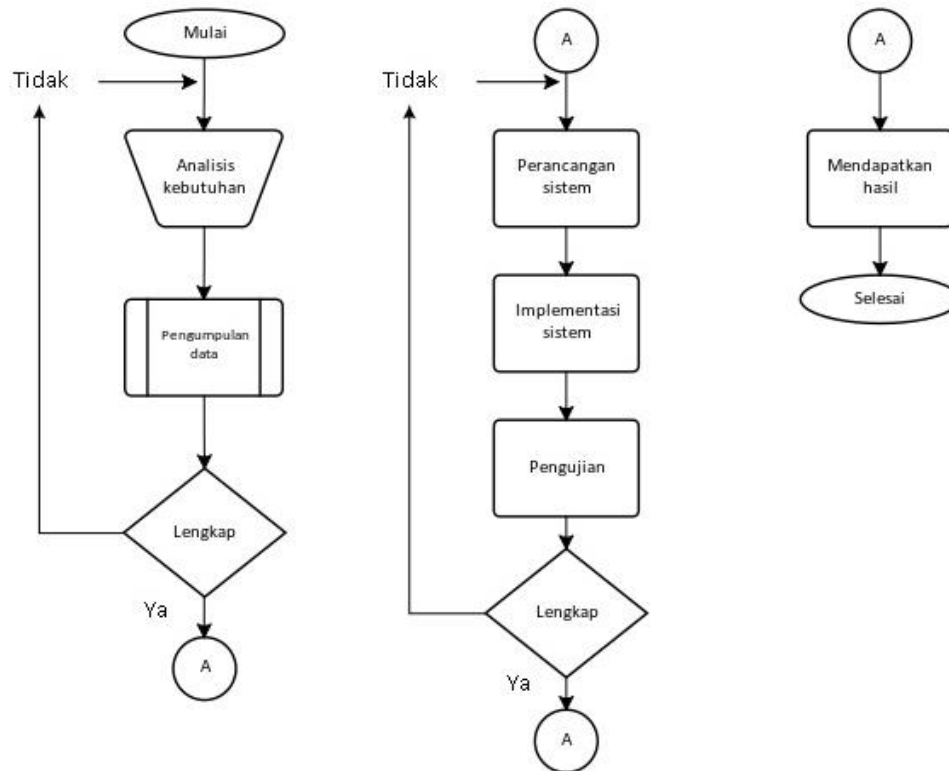 Mulai
Tidak
Analisis
kebutuhan
Pengumpulan
data
Lengkap
Ya
A
A
Tidak
Perancangan
sistem
Implementasi
sistem
Pengujian
Lengkap
Ya
A
A
Mendapatkan
hasil
Selesai